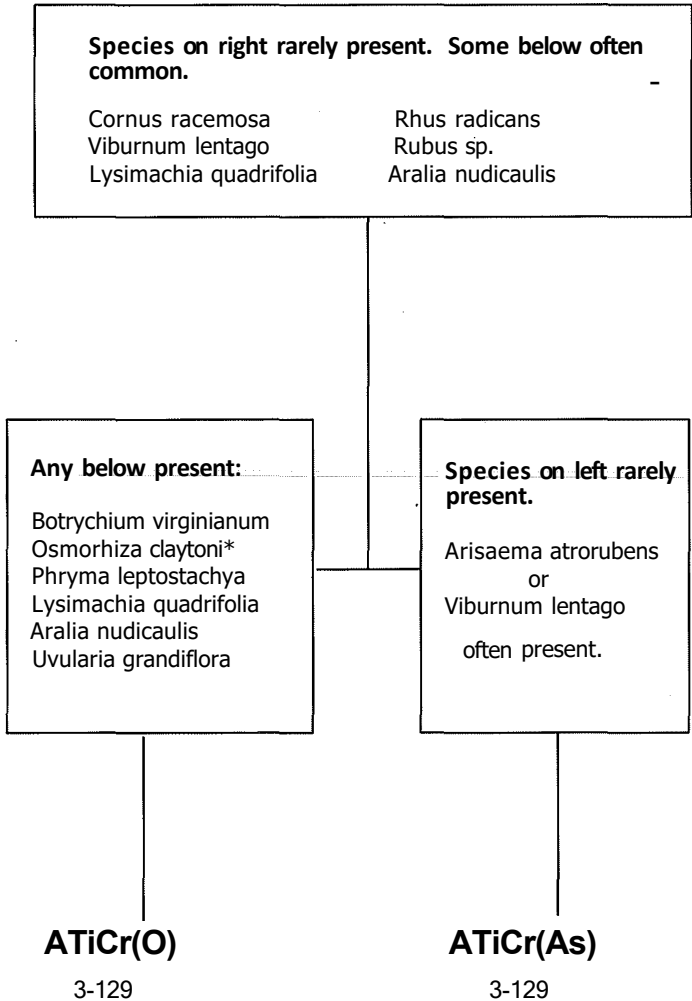 Species on right rarely present. Some below often
common.
Cornus racemosa
Viburnum lentago
Lysimachia quadrifolia
Rhus radicans
Rubus sp.
Aralia nudicaulis
Any below present:
Botrychium virginianum
Osmorhiza claytoni*
Phryma leptostachya
Lysimachia quadrifolia
Aralia nudicaulis
Uvularia grandiflora
Species on left rarely
present.
Arisaema atrorubens
or
Viburnum lentago
often present.
ATiCr(O)
3-129
ATiCr(As)
3-129